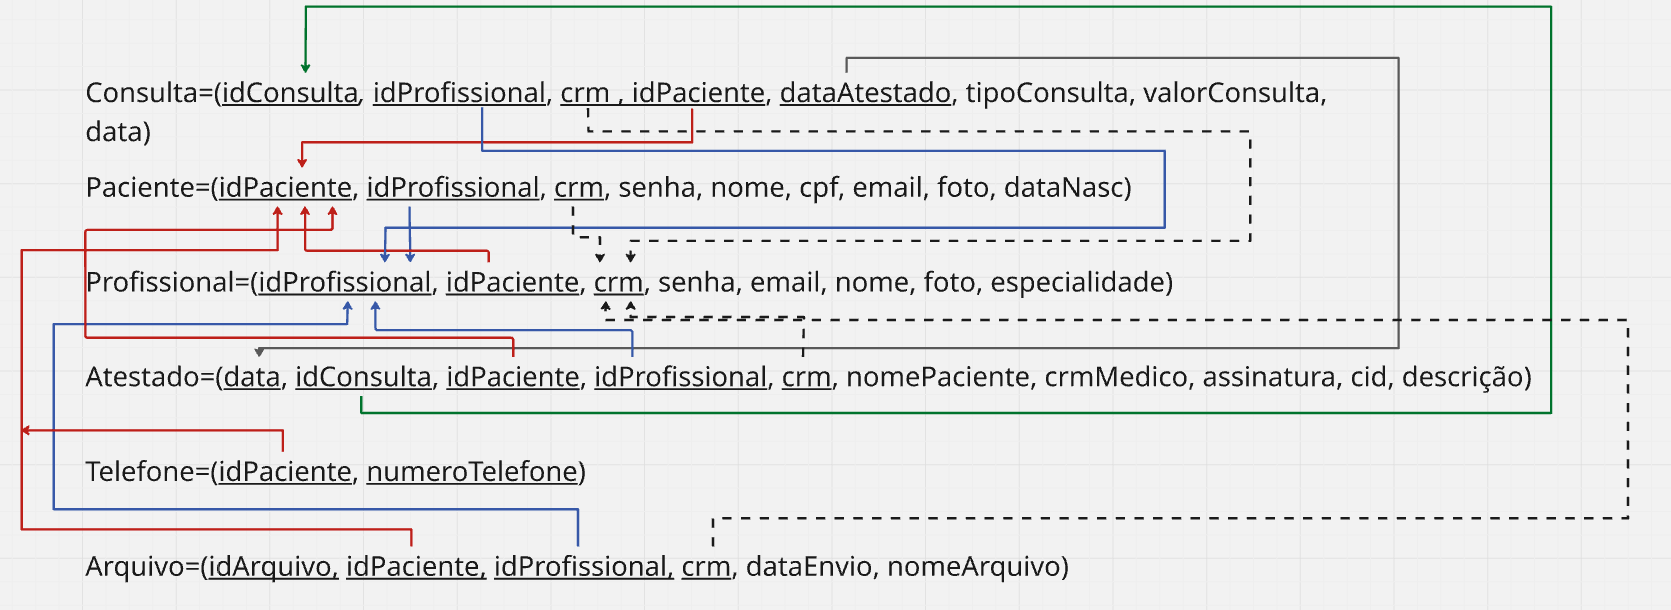 Consulta=(idConsulta, idProfissional, crm , idPaciente, dataAtestado, tipoConsulta, valorConsulta,
data)
Paciente=(idPaciente, idProfissional, crm, senha, nome, cpf, email, foto, dataNasc)
Profissional=(idProfissional, idPaciente, crm, senha, email, nome, foto, especialidade)
Atestado=(data, idConsulta, idPaciente, idProfissional, crm, nomePaciente, crmMedico, assinatura, cid, descrição)
Telefone=(idPaciente, numeroTelefone)
Arquivo=(idArquivo, idPaciente, idProfissional, crm, dataEnvio, nomeArquivo)